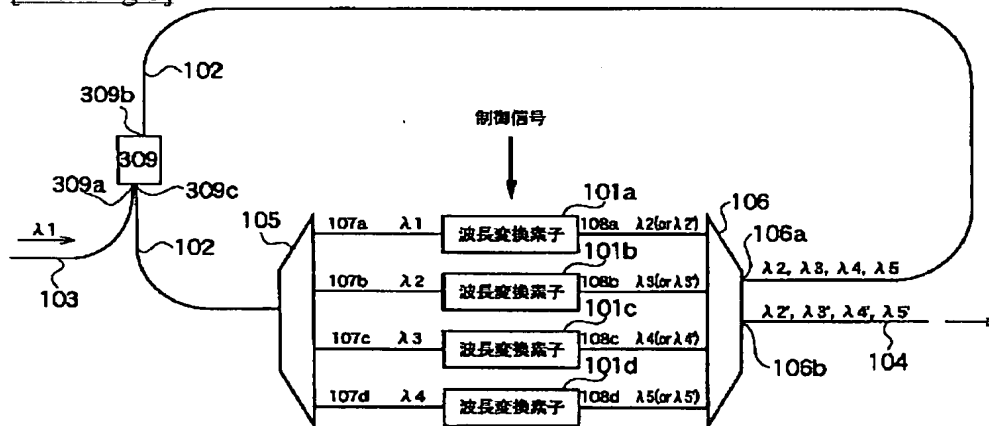 102
309b
309
309a
309c
λ1
102
103
制御信号
105
107a λ1
波長変換素子
101a
108a λ2(or λ2')
106
106a
107b λ2
波長変換素子
101b
108b λ3(or λ3')
λ2, λ3, λ4, λ5
107c λ3
波長変換素子
101c
108c λ4(or λ4')
λ2', λ3', λ4', λ5'
104
106b
107d λ4
波長変換素子
101d
108d λ5(or λ5')